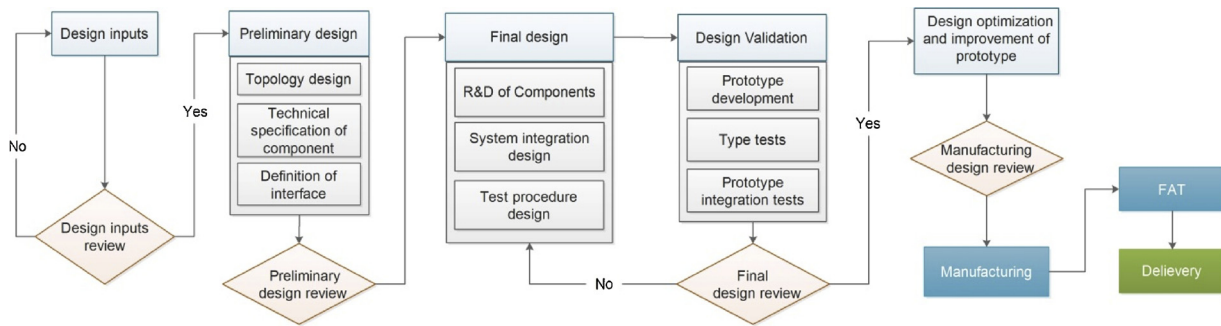 Design inputs
No
Design inputs
review
Yes
Preliminary design
Topology design
Technical
specification of
component
Definition of
interface
Preliminary
design review
Final design
R&D of Components
System integration
design
Test procedure
design
No
Design Validation
Prototype
development
Type tests
Prototype
integration tests
Final
design review
Yes
Design optimization
and improvement of
prototype
Manufacturing
design review
Manufacturing
FAT
Delievery